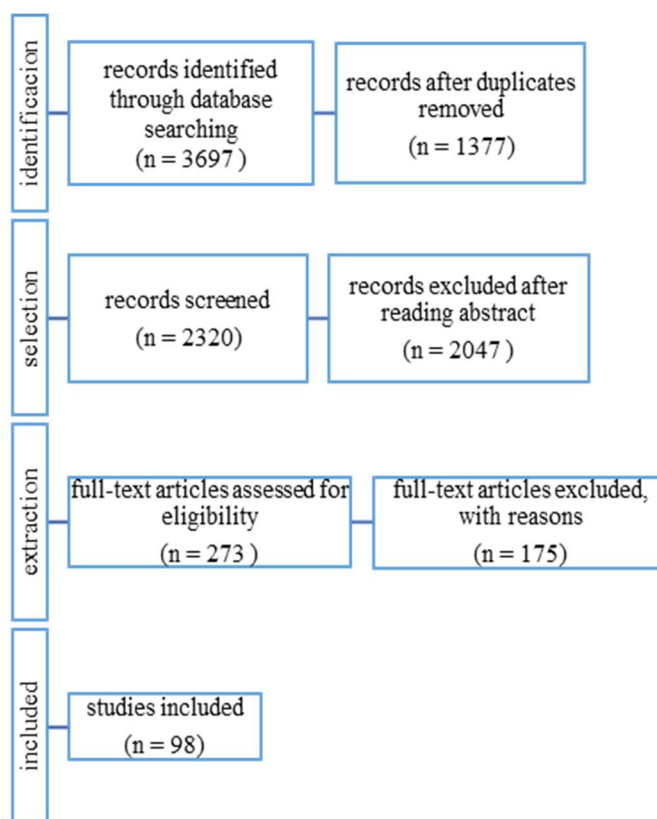 identificacion
records identified
through database
searching
(n = 3697 )
records after duplicates
removed
(n = 1377)
selection
records screened
(n = 2320)
records excluded after
reading abstract
(n = 2047 )
extraction
full-text articles assessed for
eligibility
(n = 273 )
full-text articles excluded,
with reasons
(n = 175)
included
studies included
(n = 98)